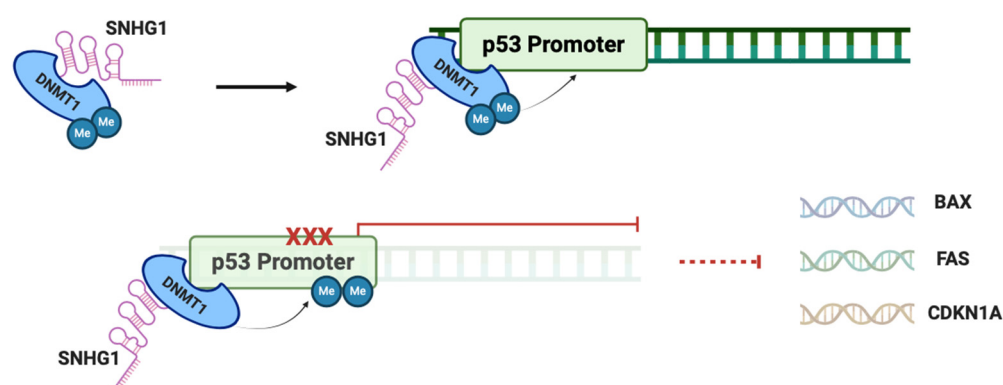 SNHG1
DNMT1
Me
Me
p53 Promoter
DNMT1
Me
Me
SNHG1
XXX
p53 Promoter
DNMT1
Me
Me
SNHG1
BAX
FAS
CDKN1A